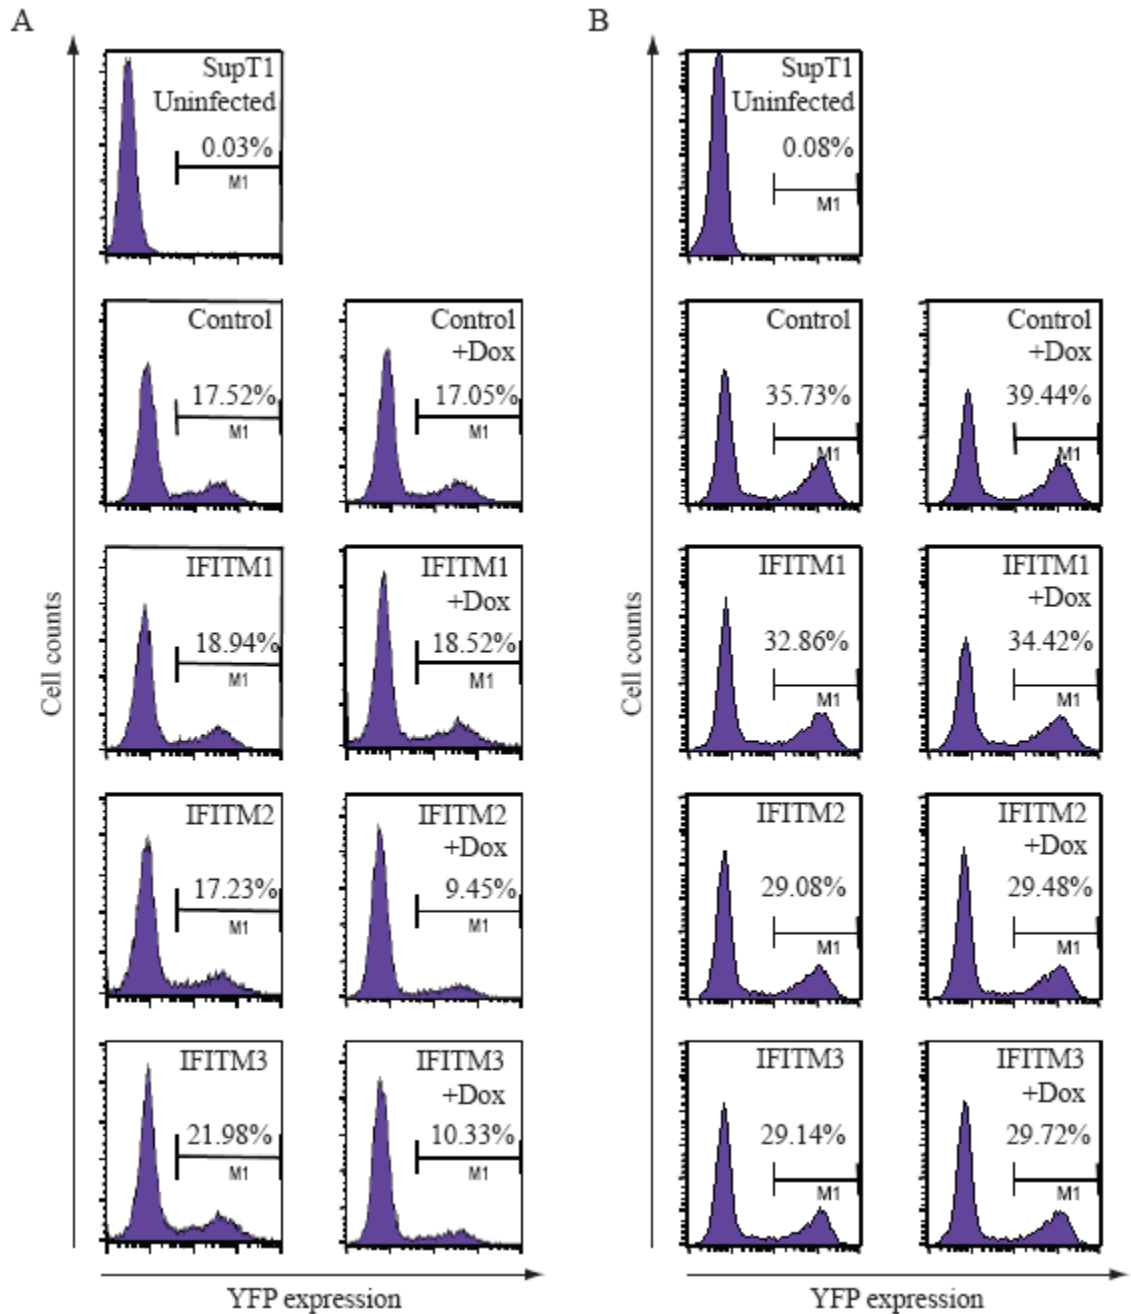 A
SupT1
Uninfected
0.03%
M1
Control
17.52%
M1
Control
+Dox
17.05%
M1
IFITM1
18.94%
M1
IFITM1
+Dox
18.52%
M1
IFITM2
17.23%
M1
IFITM2
+Dox
9.45%
M1
IFITM3
21.98%
M1
IFITM3
+Dox
10.33%
M1
Cell counts
YFP expression
B
SupT1
Uninfected
0.08%
M1
Control
35.73%
M1
Control
+Dox
39.44%
M1
IFITM1
32.86%
M1
IFITM1
+Dox
34.42%
M1
IFITM2
29.08%
M1
IFITM2
+Dox
29.48%
M1
IFITM3
29.14%
M1
IFITM3
+Dox
29.72%
M1
Cell counts
YFP expression